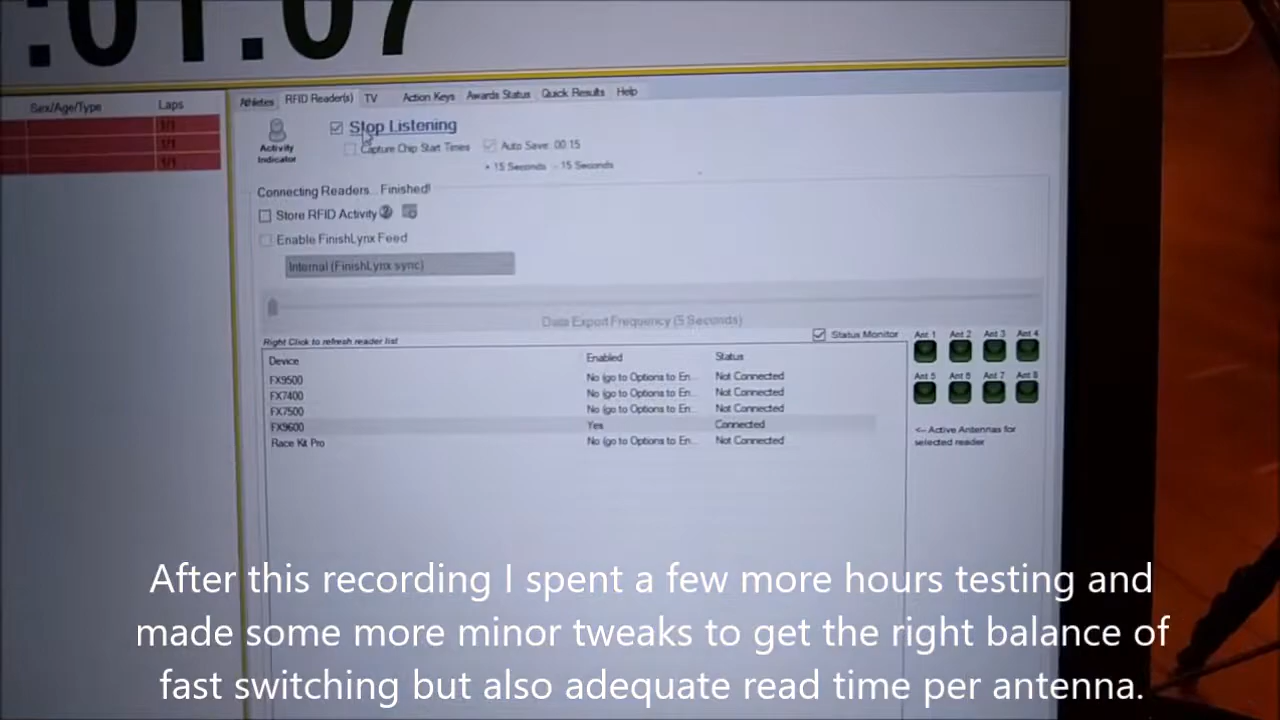 :01.07
Sex/Age/Type Laps
1/1
1/1
1/1
Athletes RFID Reader(s) TV Action Keys Awards Status Quick Results Help
Activity
Indicator
Stop Listening
Capture Chip Start Times Auto Save: 00:15
+ 15 Seconds - 15 Seconds
Connecting Readers... Finished!
Store RFID Activity
Enable FinishLynx Feed
Internal (FinishLynx sync)
Data Export Frequency (5 Seconds)
Right Click to refresh reader list
Status Monitor
Ant 1 Ant 2 Ant 3 Ant 4
Ant 5 Ant 6 Ant 7 Ant 8
<-- Active Antennas for
selected reader
Device Enabled Status
FX9500 No (go to Options to En... Not Connected
FX7400 No (go to Options to En... Not Connected
FX7500 No (go to Options to En... Not Connected
FX9600 Yes Connected
Race Kit Pro No (go to Options to En... Not Connected
After this recording I spent a few more hours testing and
made some more minor tweaks to get the right balance of
fast switching but also adequate read time per antenna.